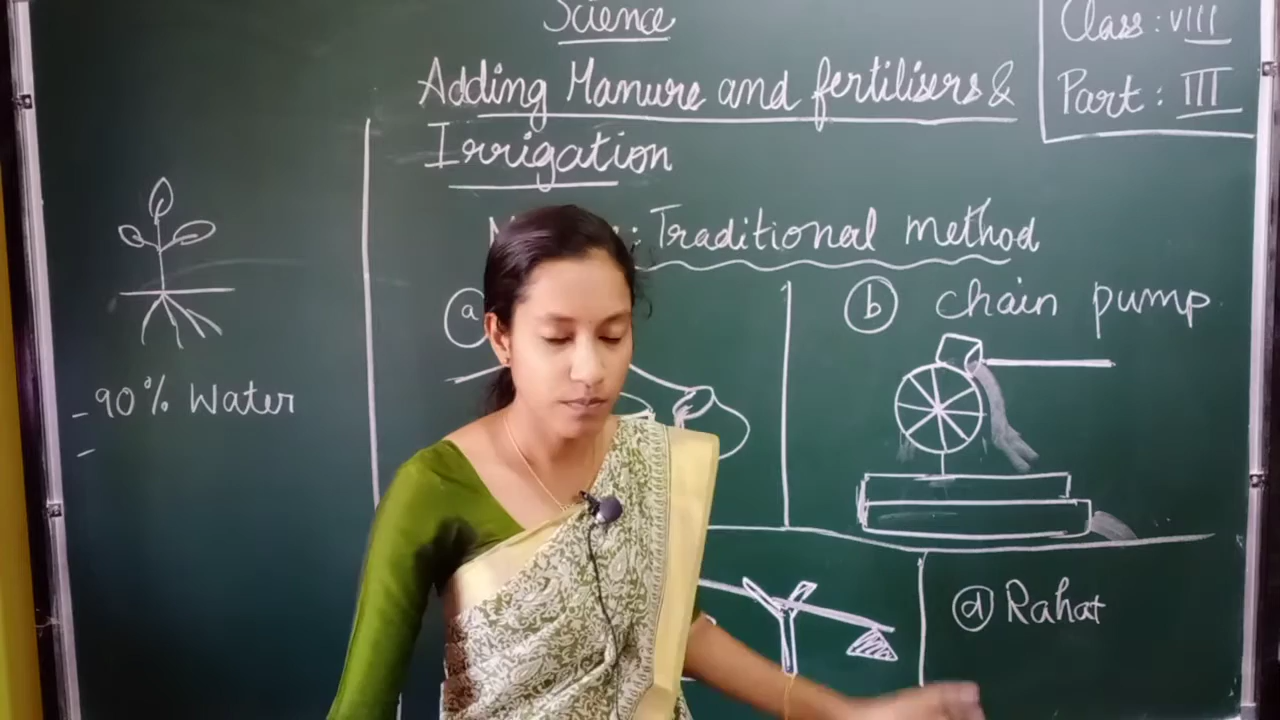 Science
Class: VIII
Adding Manure and fertilisers &
Part: III
Irrigation
: Traditional method
a
b chain pump
- 90% Water
-
d Rahat